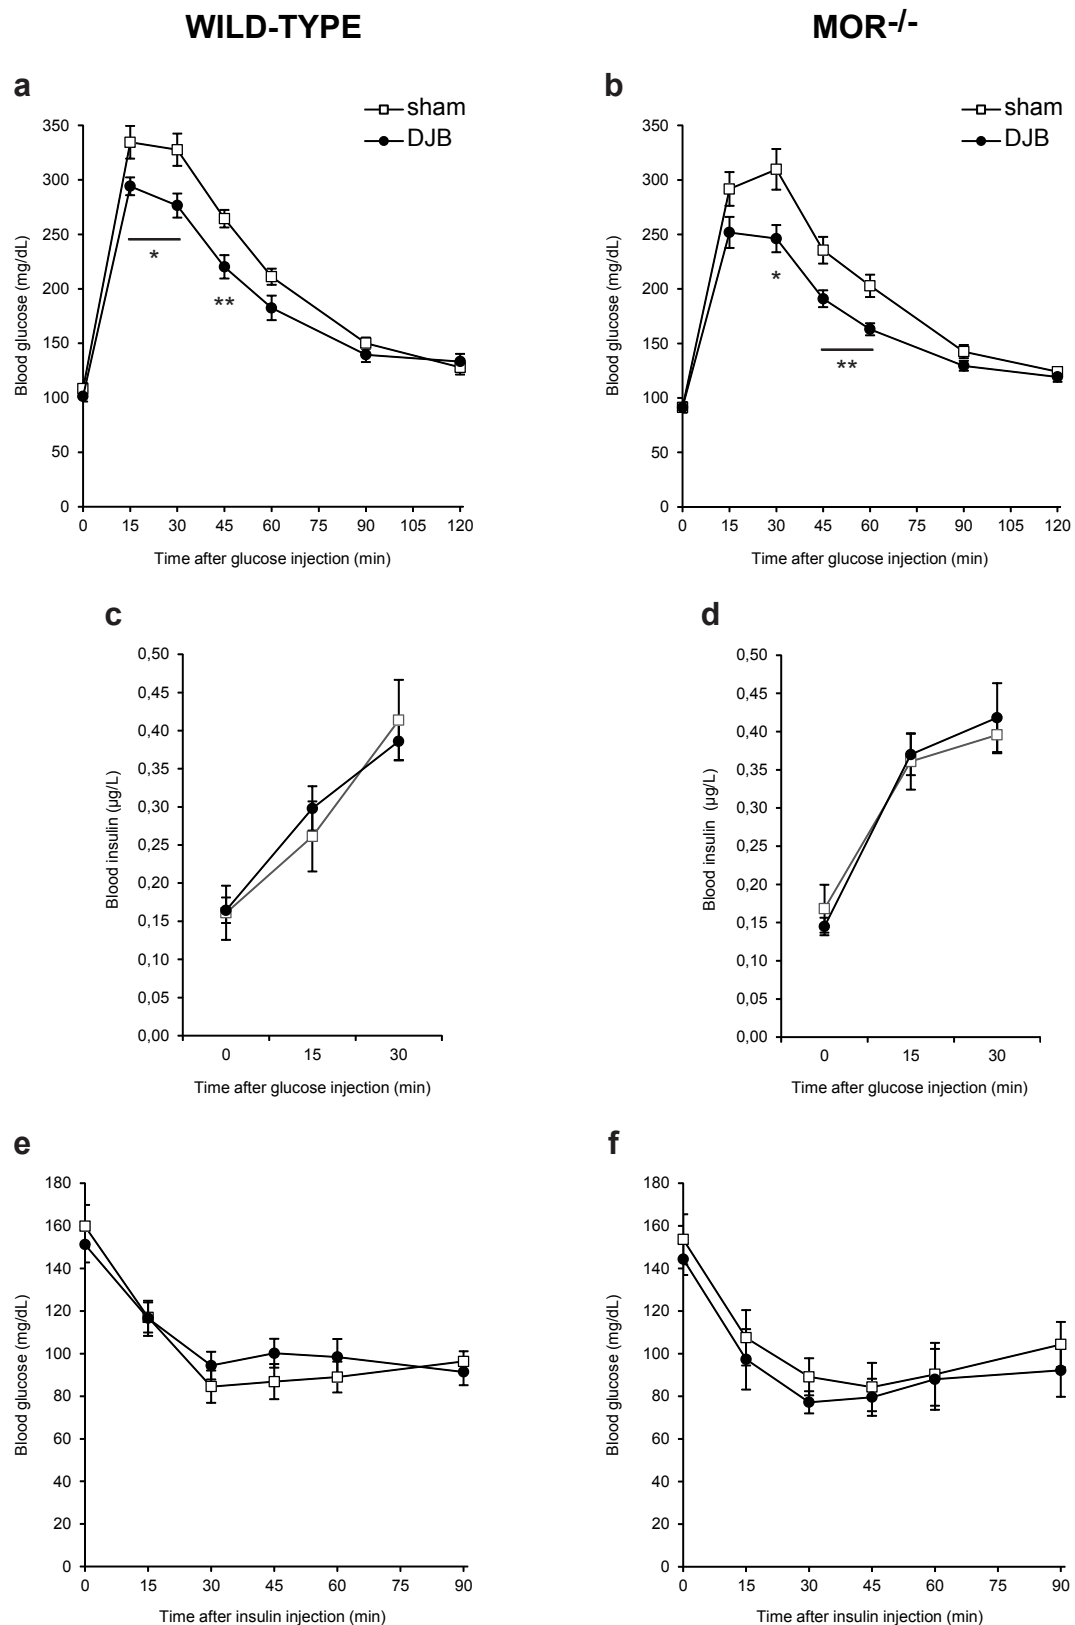 WILD-TYPE
MOR-/-
a
sham
DJB
350
300
250
200
150
100
50
0
Blood glucose (mg/dL)
*
**
0 15 30 45 60 75 90 105 120
Time after glucose injection (min)
b
sham
DJB
350
300
250
200
150
100
50
0
Blood glucose (mg/dL)
*
**
0 15 30 45 60 75 90 105 120
Time after glucose injection (min)
c
0,50
0,45
0,40
0,35
0,30
0,25
0,20
0,15
0,10
0,05
0,00
Blood insulin (µg/L)
0 15 30
Time after glucose injection (min)
d
0,50
0,45
0,40
0,35
0,30
0,25
0,20
0,15
0,10
0,05
0,00
Blood insulin (µg/L)
0 15 30
Time after glucose injection (min)
e
180
160
140
120
100
80
60
40
20
0
Blood glucose (mg/dL)
0 15 30 45 60 75 90
Time after insulin injection (min)
f
180
160
140
120
100
80
60
40
20
0
Blood glucose (mg/dL)
0 15 30 45 60 75 90
Time after insulin injection (min)